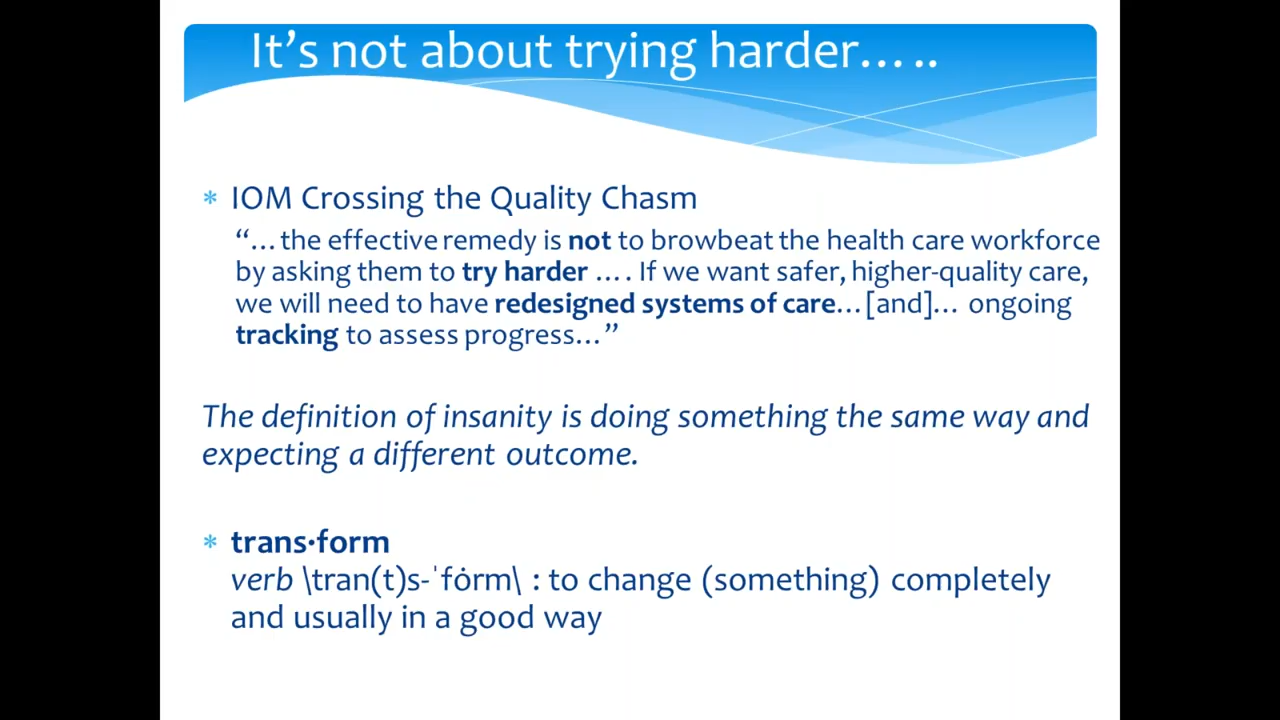 It’s not about trying harder…..
* IOM Crossing the Quality Chasm
“…the effective remedy is not to browbeat the health care workforce
by asking them to try harder …. If we want safer, higher-quality care,
we will need to have redesigned systems of care…[and]… ongoing
tracking to assess progress…”
The definition of insanity is doing something the same way and
expecting a different outcome.
* trans·form
verb \tran(t)s-ˈfȯrm\ : to change (something) completely
and usually in a good way